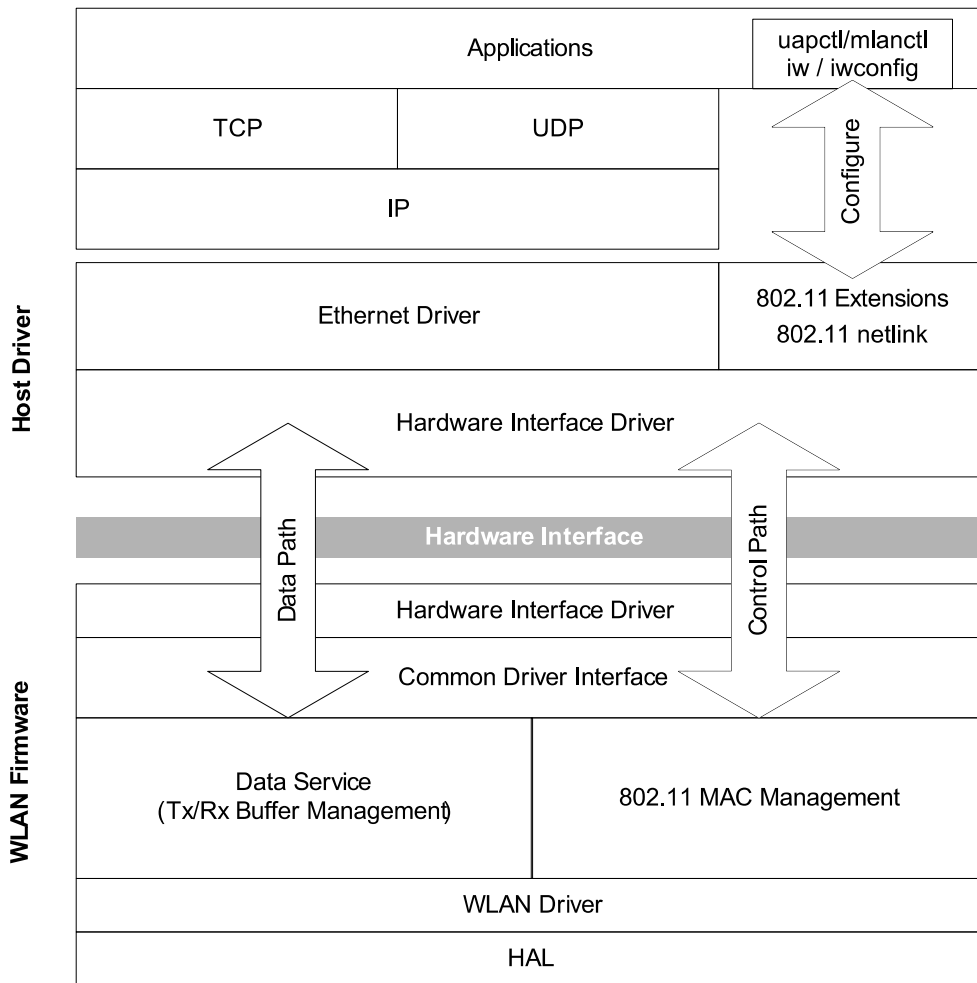 Applications
uapctl/mlanctl
iw / iwconfig
TCP
UDP
Configure
IP
Host Driver
Ethernet Driver
802.11 Extensions
802.11 netlink
Hardware Interface Driver
Data Path
Control Path
Hardware Interface
WLAN Firmware
Hardware Interface Driver
Common Driver Interface
Data Service
(Tx/Rx Buffer Management)
802.11 MAC Management
WLAN Driver
HAL